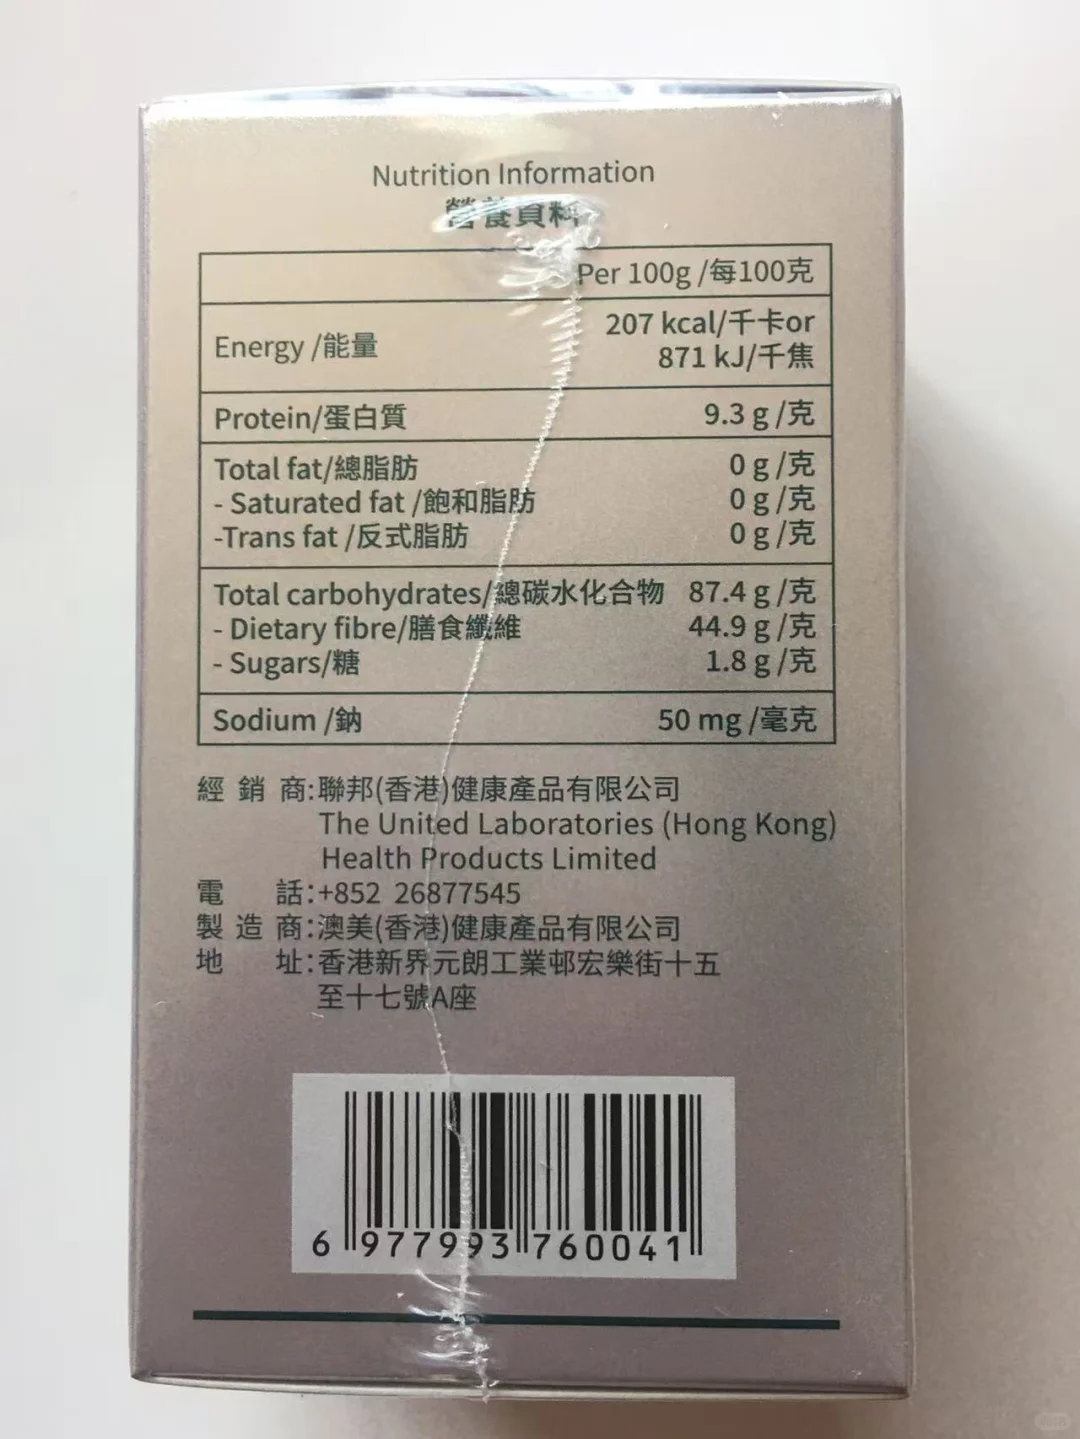 Nutrition Information
營養資料
Per 100g /每100克
Energy /能量 207 kcal/千卡or
871 kJ/千焦
Protein/蛋白質 9.3 g /克
Total fat/總脂肪 0 g /克
- Saturated fat /飽和脂肪 0 g /克
-Trans fat /反式脂肪 0 g /克
Total carbohydrates/總碳水化合物 87.4 g /克
- Dietary fibre/膳食纖維 44.9 g /克
- Sugars/糖 1.8 g /克
Sodium /鈉 50 mg /毫克
經銷商:聯邦(香港)健康產品有限公司
The United Laboratories (Hong Kong)
Health Products Limited
電話:+852 26877545
製造商:澳美(香港)健康產品有限公司
地址:香港新界元朗工業邨宏樂街十五
至十七號A座
6 977993 760041